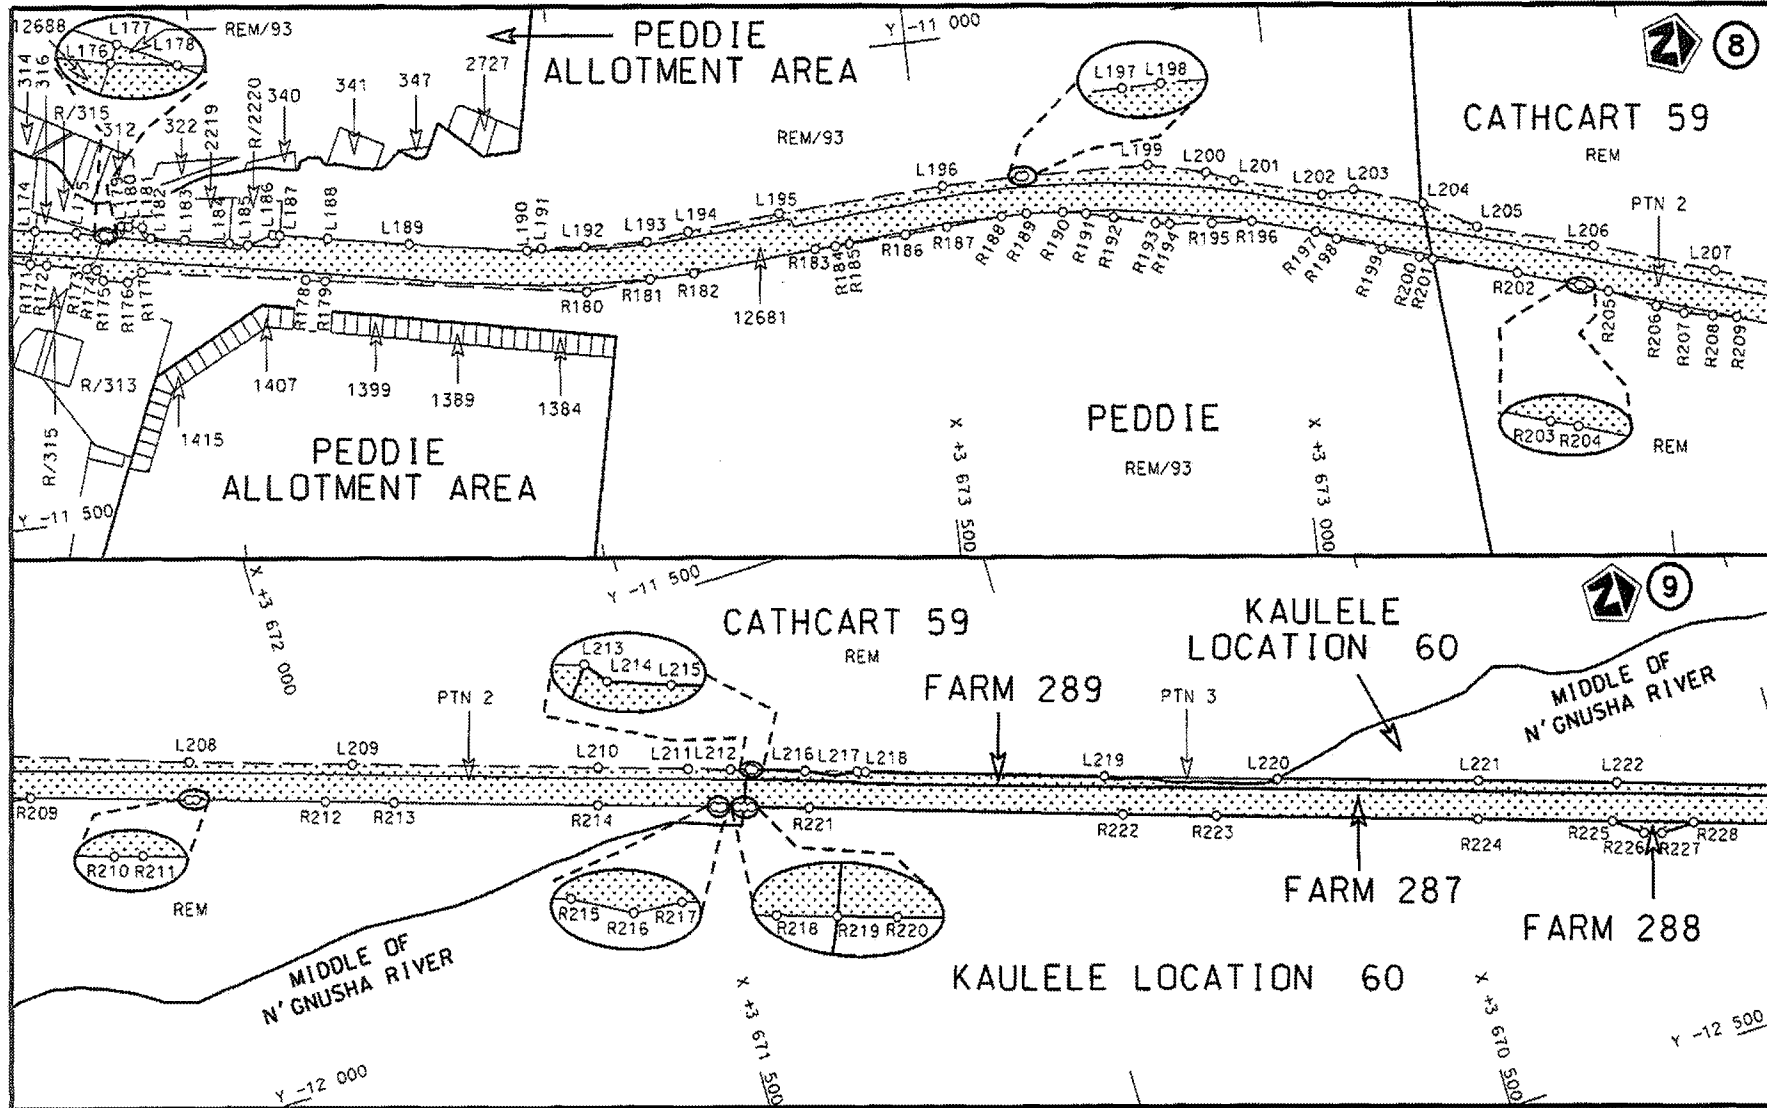 12688
L177
REM/93
L176
L178
314
316
R/315
312
322
2219
R/2220
340
341
347
2727
PEDDIE
ALLOTMENT AREA
Y -11 000
REM/93
L197 L198
8
CATHCART 59
REM
PTN 2
L174
L175
L179
L180
L181
L182
L183
L184
L185
L186
L187
L188
L189
L190
L191
L192
L193
L194
L195
L196
L199
L200
L201
L202
L203
L204
L205
L206
L207
R171
R172
R173
R174
R175
R176
R177
R178
R179
R180
R181
R182
12681
R183
R184
R185
R186
R187
R188
R189
R190
R191
R192
R193
R194
R195
R196
R197
R198
R199
R200
R201
R202
R205
R206
R207
R208
R209
R203
R204
REM
R/313
R/315
1415
1407
1399
1389
1384
PEDDIE
ALLOTMENT AREA
PEDDIE
REM/93
Y -11 500
X +3 673 500
X +3 673 000
9
X +3 672 000
Y -11 500
CATHCART 59
REM
KAULELE
LOCATION 60
MIDDLE OF
N'GNUSHA RIVER
L213
L214
L215
PTN 2
FARM 289
PTN 3
L208
L209
L210
L211
L212
L216
L217
L218
L219
L220
L221
L222
R209
R212
R213
R214
R221
R222
R223
R224
R225
R226
R227
R228
R210
R211
REM
R215
R216
R217
R218
R219
R220
FARM 287
FARM 288
MIDDLE OF
N'GNUSHA RIVER
KAULELE LOCATION 60
Y -12 000
X +3 671 500
X +3 670 500
Y -12 500